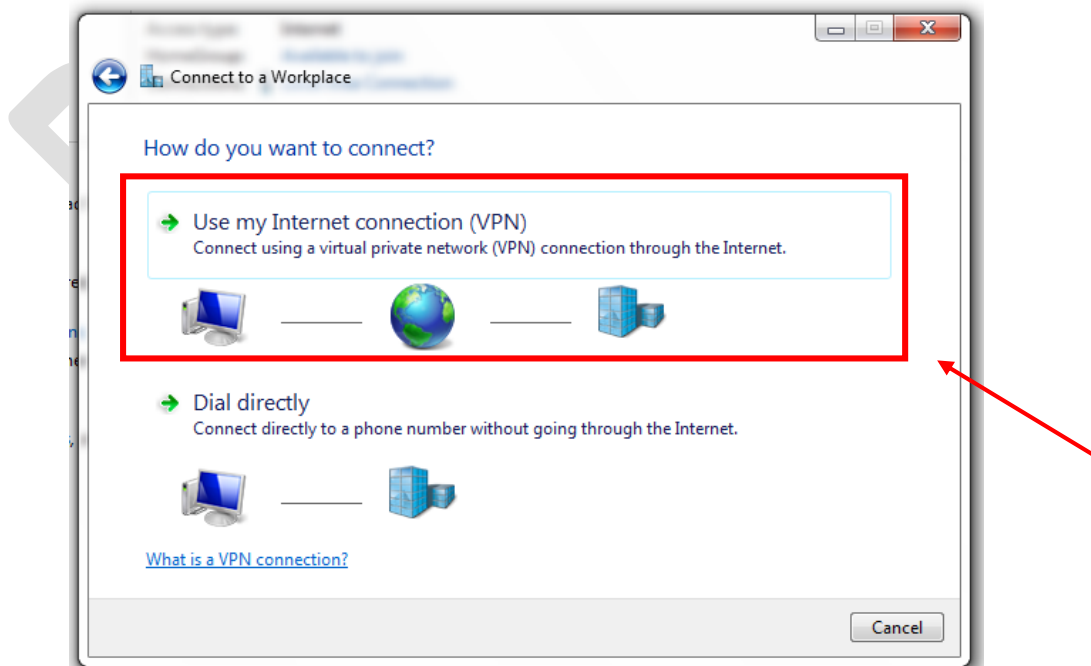 Connect to a Workplace
How do you want to connect?
Use my Internet connection (VPN)
Connect using a virtual private network (VPN) connection through the Internet.
Dial directly
Connect directly to a phone number without going through the Internet.
What is a VPN connection?
Cancel